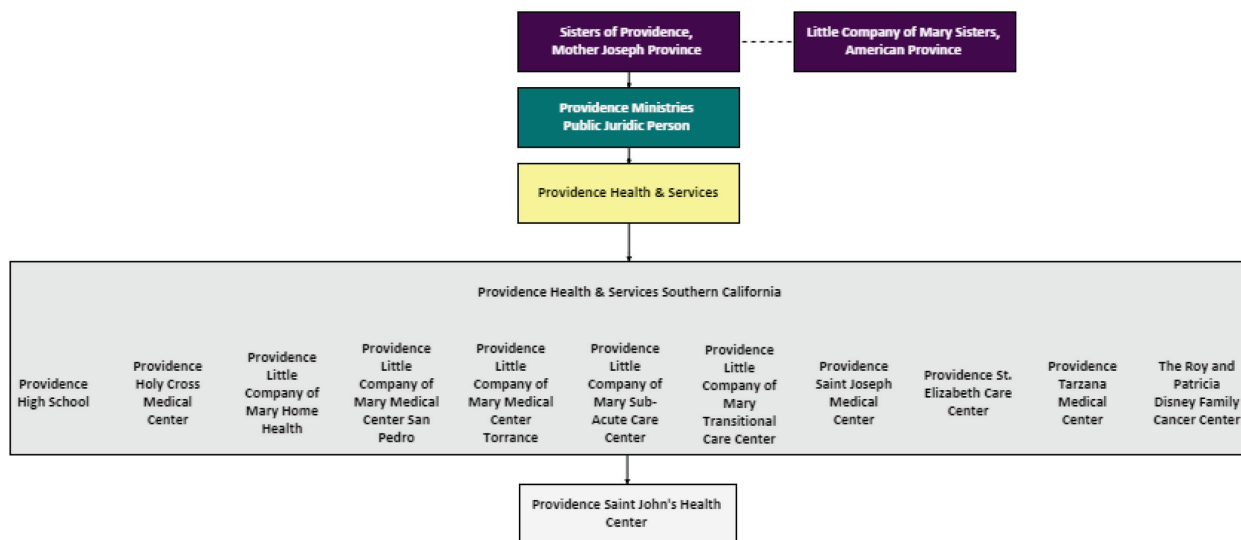 Sisters of Providence,
Mother Joseph Province
Little Company of Mary Sisters,
American Province
Providence Ministries
Public Juridic Person
Providence Health & Services
Providence Health & Services Southern California
Providence
High School
Providence
Holy Cross
Medical
Center
Providence
Little
Company of
Mary Home
Health
Providence
Little
Company of
Mary Medical
Center San
Pedro
Providence
Little
Company of
Mary Medical
Center
Torrance
Providence
Little
Company of
Mary Sub-
Acute Care
Center
Providence
Little
Company of
Mary
Transitional
Care Center
Providence
Saint Joseph
Medical
Center
Providence St.
Elizabeth Care
Center
Providence
Tarzana
Medical
Center
The Roy and
Patricia
Disney Family
Cancer Center
Providence Saint John's Health
Center